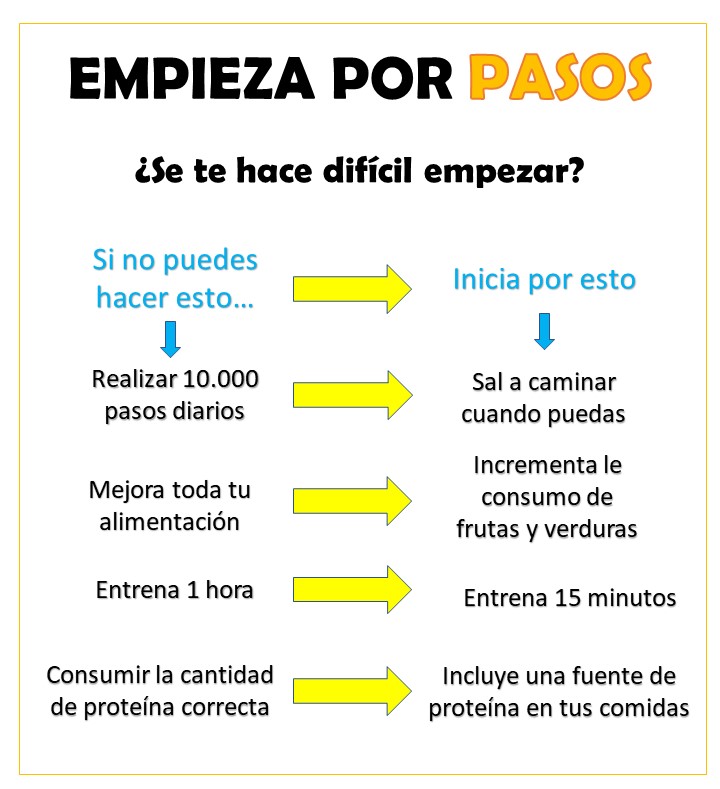 EMPIEZA POR PASOS
¿Se te hace difícil empezar?
Si no puedes
hacer esto...
Inicia por esto
Realizar 10.000
pasos diarios
Sal a caminar
cuando puedas
Mejora toda tu
alimentación
Incrementa le
consumo de
frutas y verduras
Entrena 1 hora
Entrena 15 minutos
Consumir la cantidad
de proteína correcta
Incluye una fuente de
proteína en tus comidas